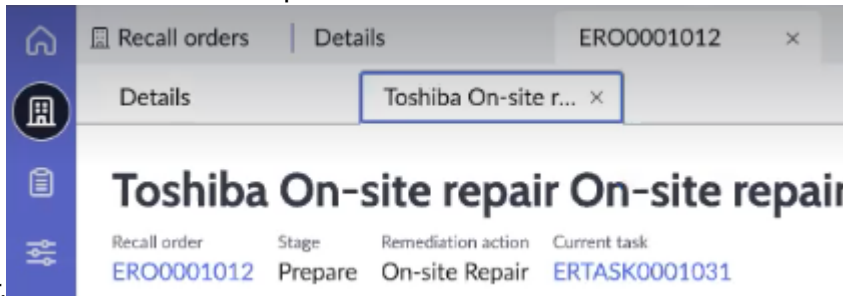 Recall orders | Details ERO0001012 ×
Details Toshiba On-site r... ×
Toshiba On-site repair On-site repair
Recall order Stage Remediation action Current task
ERO0001012 Prepare On-site Repair ERTASK0001031